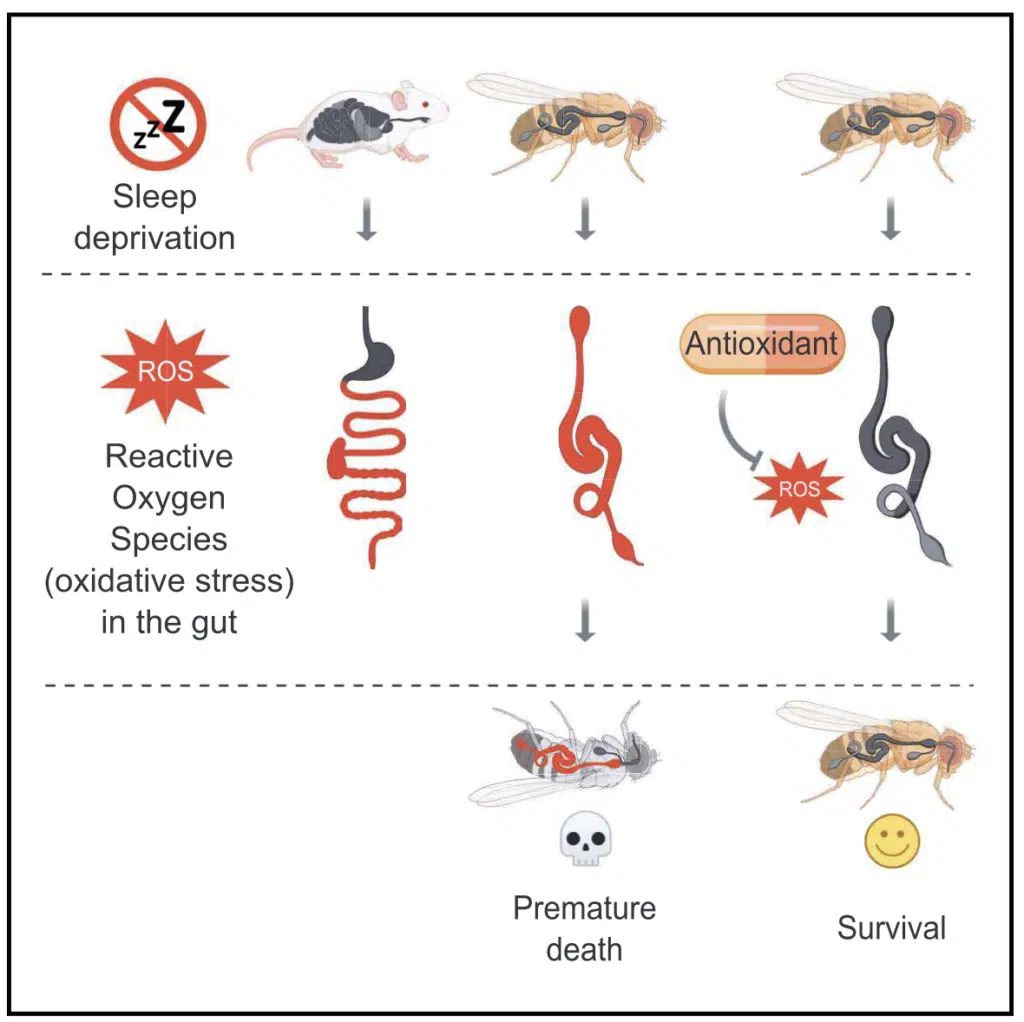 zzZ
Sleep
deprivation
ROS
Reactive
Oxygen
Species
(oxidative stress)
in the gut
Antioxidant
ROS
Premature
death
Survival